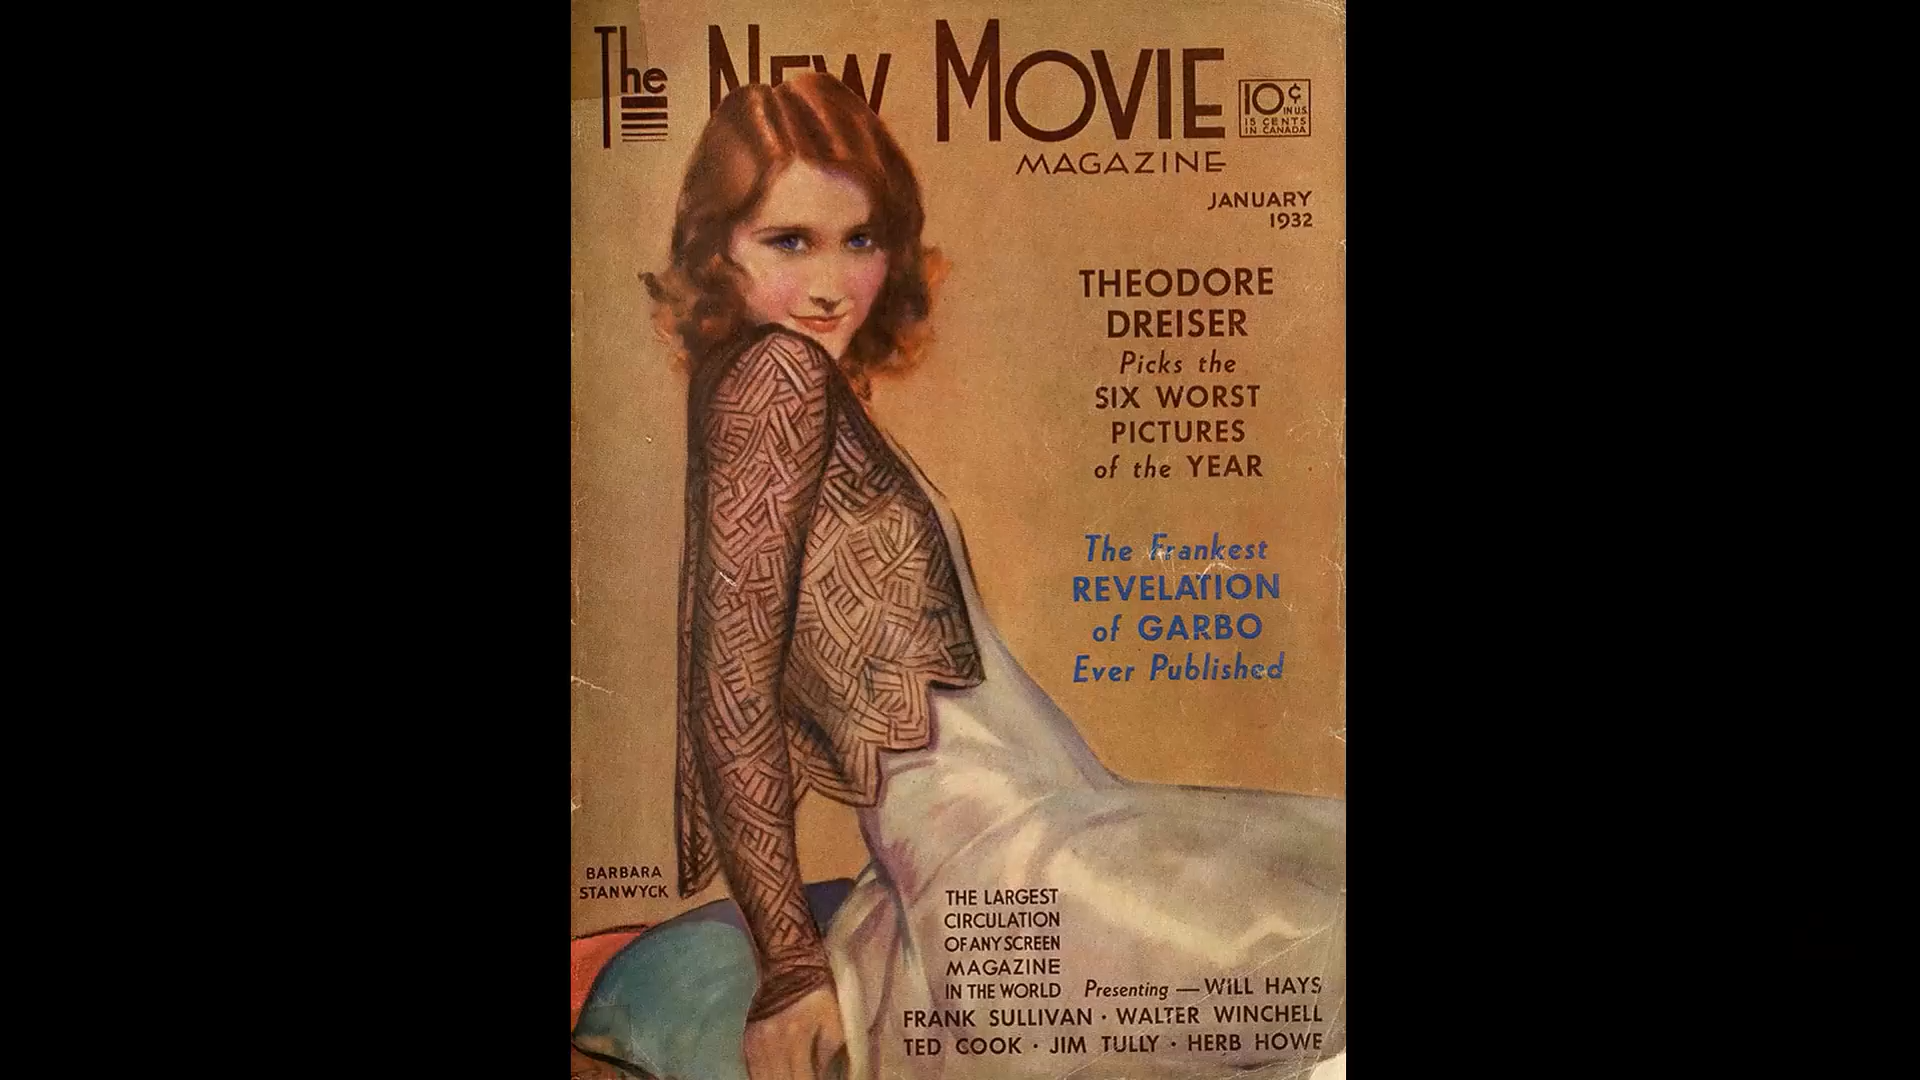 The NEW MOVIE
MAGAZINE
10¢
IN U.S.
15 CENTS
IN CANADA
JANUARY
1932
THEODORE
DREISER
Picks the
SIX WORST
PICTURES
of the YEAR
The Frankest
REVELATION
of GARBO
Ever Published
BARBARA
STANWYCK
THE LARGEST
CIRCULATION
OF ANY SCREEN
MAGAZINE
IN THE WORLD
Presenting — WILL HAYS
FRANK SULLIVAN · WALTER WINCHELL
TED COOK · JIM TULLY · HERB HOWE